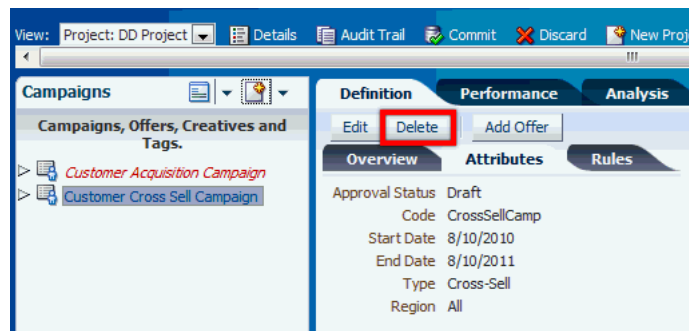 View: Project: DD Project Details Audit Trail Commit Discard New Proj
Campaigns
Campaigns, Offers, Creatives and
Tags.
Customer Acquisition Campaign
Customer Cross Sell Campaign
Definition Performance Analysis
Edit Delete Add Offer
Overview Attributes Rules
Approval Status Draft
Code CrossSellCamp
Start Date 8/10/2010
End Date 8/10/2011
Type Cross-Sell
Region All